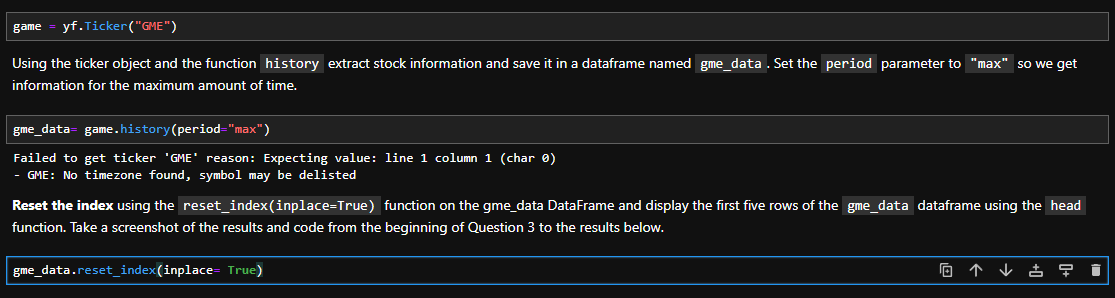 game = yf.Ticker("GME")
Using the ticker object and the function history extract stock information and save it in a dataframe named gme_data . Set the period parameter to "max" so we get
information for the maximum amount of time.
gme_data= game.history(period="max")
Failed to get ticker 'GME' reason: Expecting value: line 1 column 1 (char 0)
- GME: No timezone found, symbol may be delisted
Reset the index using the reset_index(inplace=True) function on the gme_data DataFrame and display the first five rows of the gme_data dataframe using the head
function. Take a screenshot of the results and code from the beginning of Question 3 to the results below.
gme_data.reset_index(inplace= True)